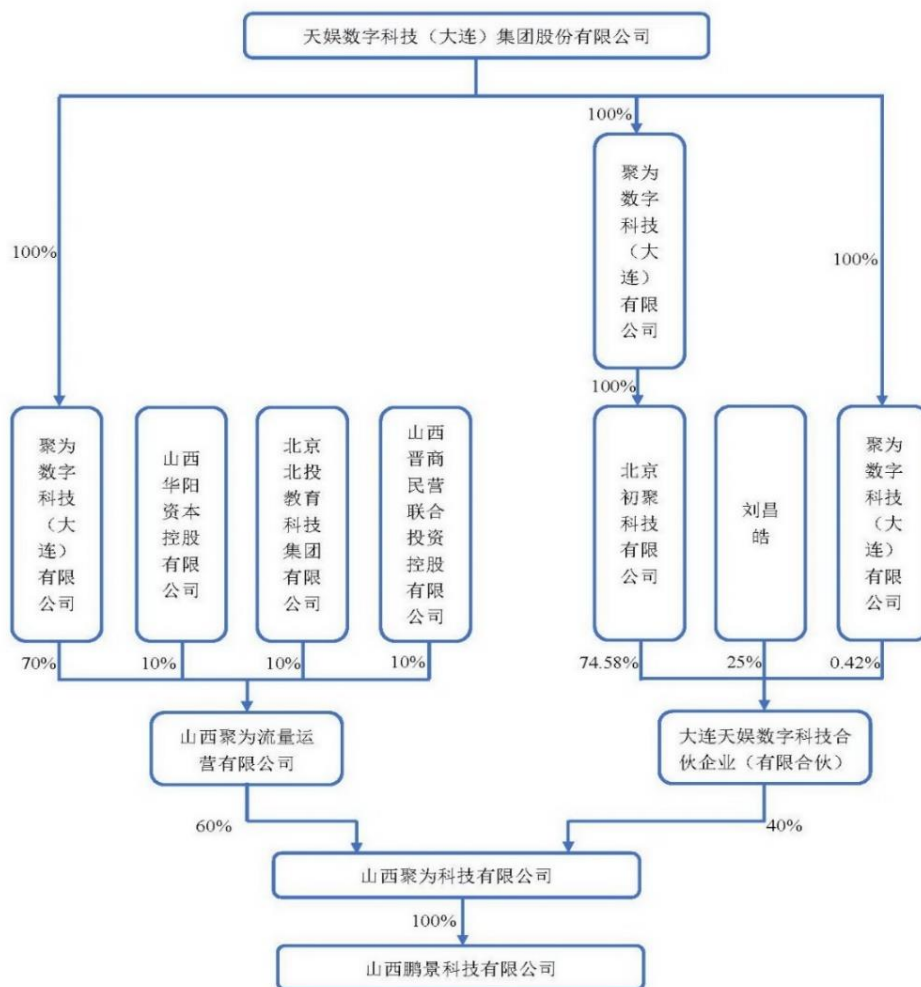 天娱数字科技（大连）集团股份有限公司
100%
聚为
数字
科技
（大
连）
有限
公司
100%
100%
100%
聚为
数字
科技
（大
连）
有限
公司
山西
华阳
资本
控股
有限
公司
北京
北投
教育
科技
集团
有限
公司
山西
晋商
民营
联合
投资
控股
有限
公司
北京
初聚
科技
有限
公司
刘昌
皓
聚为
数字
科技
（大
连）
有限
公司
70%
10%
10%
10%
74.58%
25%
0.42%
山西聚为流量运
营有限公司
大连天娱数字科技合
伙企业（有限合伙）
60%
40%
山西聚为科技有限公司
100%
山西鹏景科技有限公司